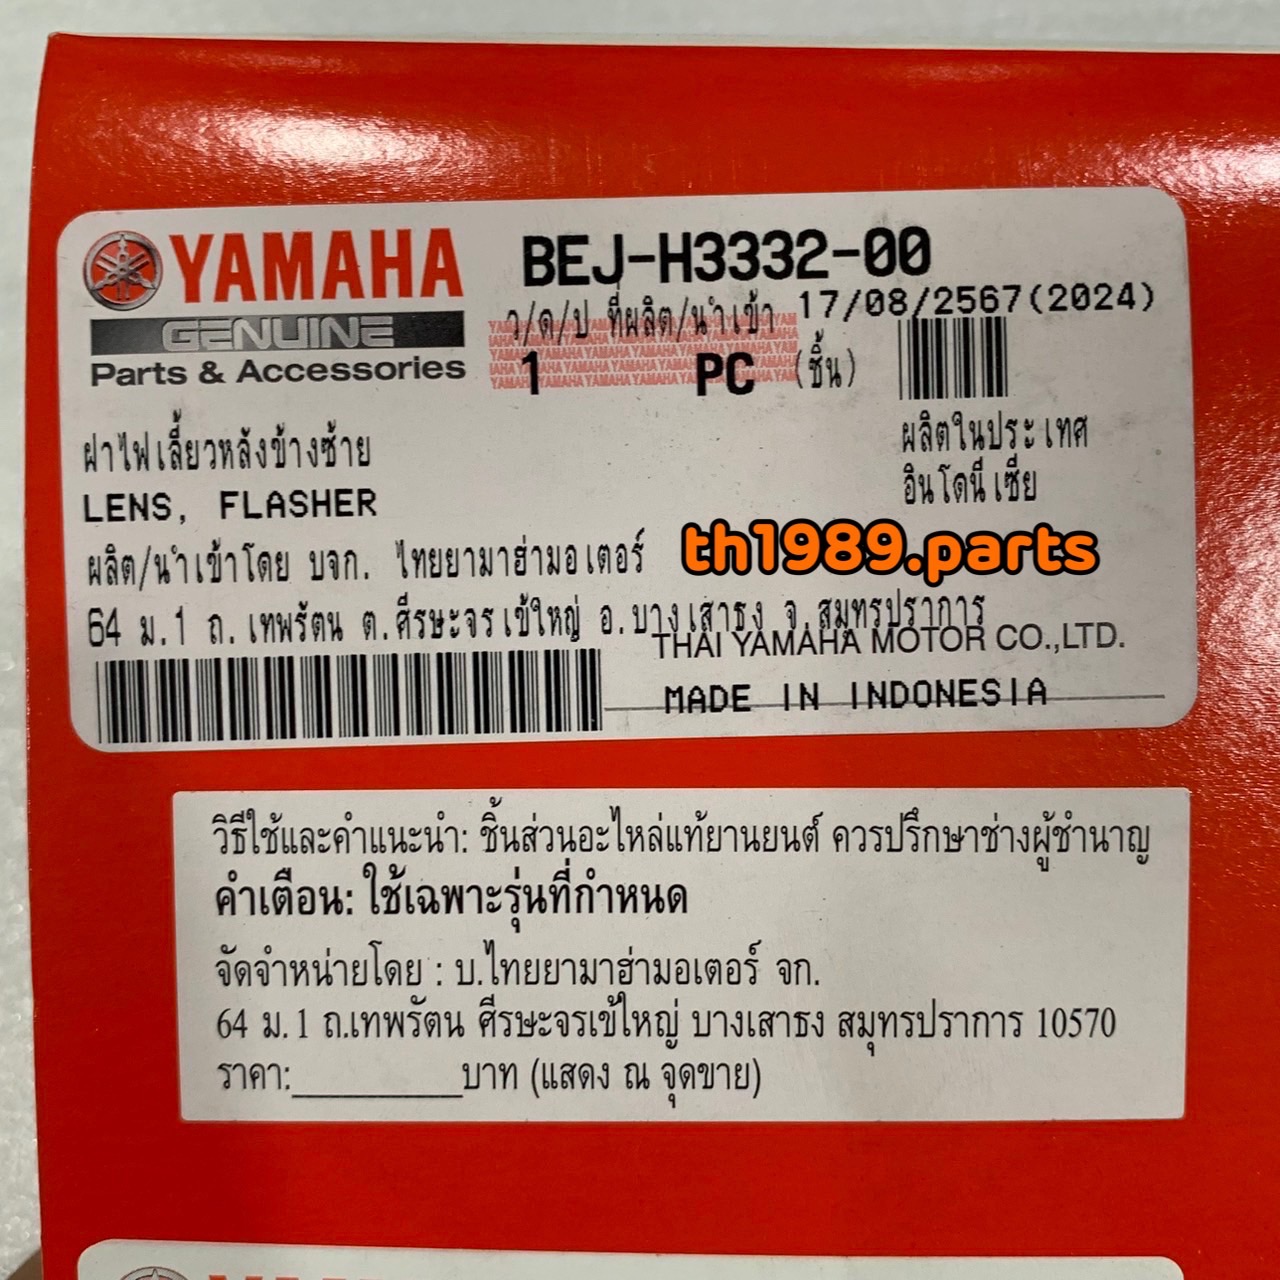 YAMAHA
GENUINE
Parts & Accessories
BEJ-H3332-00
ว/ด/ป ที่ผลิต/นำเข้า 17/08/2567(2024)
1 PC (ชิ้น)
ฝาไฟเลี้ยวหลังข้างซ้าย
LENS, FLASHER
ผลิตในประเทศ
อินโดนีเซีย
ผลิต/นำเข้าโดย บจก. ไทยยามาฮ่ามอเตอร์
th1989.parts
64 ม.1 ถ.เทพรัตน ต.ศีรษะจรเข้ใหญ่ อ.บางเสาธง จ.สมุทรปราการ
THAI YAMAHA MOTOR CO.,LTD.
MADE IN INDONESIA
วิธีใช้และคำแนะนำ: ชิ้นส่วนอะไหล่แท้ยานยนต์ ควรปรึกษาช่างผู้ชำนาญ
คำเตือน: ใช้เฉพาะรุ่นที่กำหนด
จัดจำหน่ายโดย : บ.ไทยยามาฮ่ามอเตอร์ จก.
64 ม.1 ถ.เทพรัตน ศีรษะจรเข้ใหญ่ บางเสาธง สมุทรปราการ 10570
ราคา:__________บาท (แสดง ณ จุดขาย)